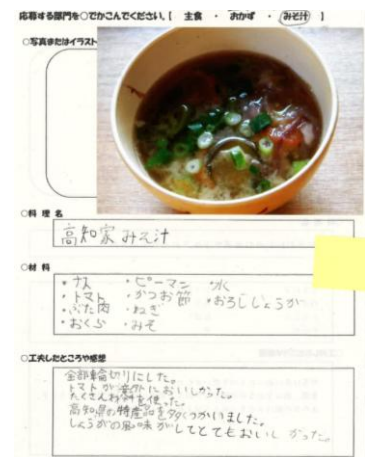 応募する部門を○でかこんでください。[ 主食 ・ おかず ・ みそ汁 ]
○写真またはイラスト
○料理名
高知家みそ汁
○材料
・ナス ・ピーマン ・水
・トマト ・かつお節 ・おろししょうが
・ぶた肉 ・ねぎ
・おくら ・みそ
○工夫したところや感想
全部輪切りにした。
トマトが意外においしかった。
たくさん を使った。
高知県の特産品を多くつかいました。
しょうがの風味がしてとてもおいしかった。